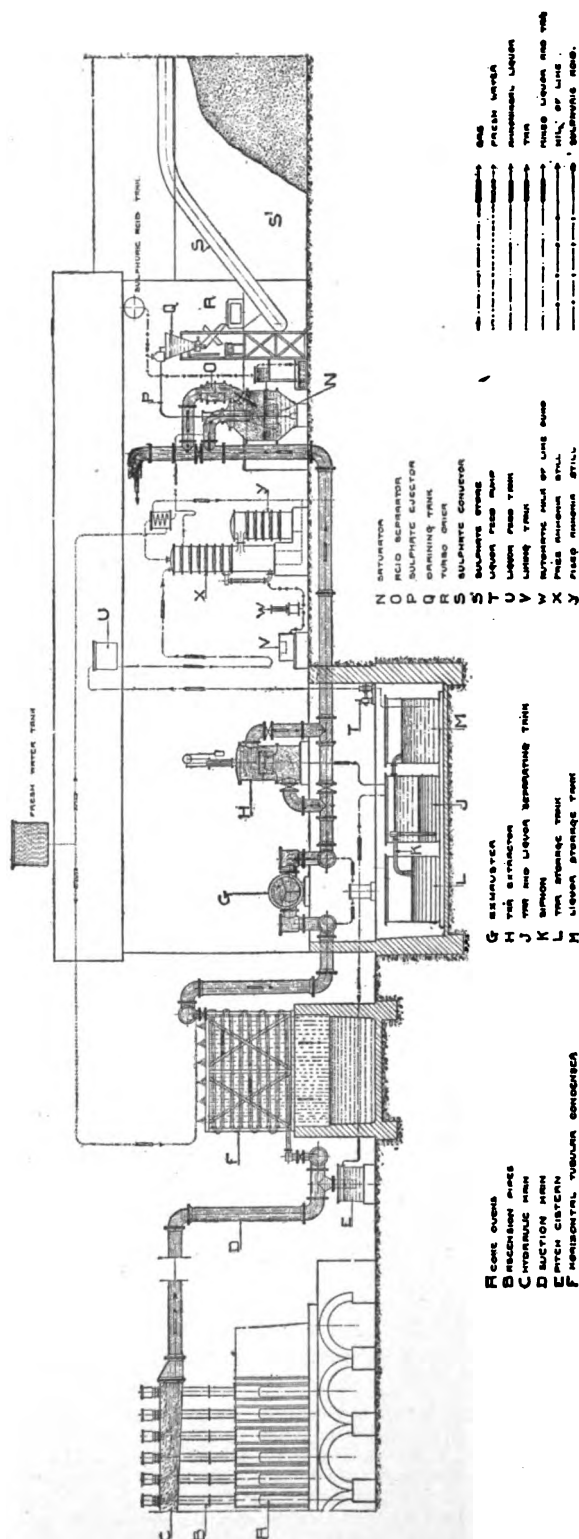 FRESH WATER TANK
SULPHURIC ACID TANK
A
B
C
D
E
F
G
H
J
K
L
M
N
O
P
Q
R
S
S'
T
U
V
W
X
Y
A COKE OVENS
B ASCENSION PIPES
C HYDRAULIC MAIN
D SUCTION MAIN
E PITCH CISTERN
F HORIZONTAL TUBULAR CONDENSER
G EXHAUSTER
H TAR EXTRACTOR
J TAR AND LIQUOR SEPARATING TANK
K SIPHON
L TAR STORAGE TANK
M LIQUOR STORAGE TANK
N SATURATOR
O ACID SEPARATOR
P SULPHATE EJECTOR
Q DRAINING TANK
R TURBO DRIER
S SULPHATE CONVEYOR
S' SULPHATE STORE
T LIQUOR FEED PUMP
U LIQUOR FEED TANK
V LIMING TANK
W AUTOMATIC MILK OF LIME PUMP
X FREE AMMONIA STILL
Y FIXED AMMONIA STILL
GAS
FRESH WATER
AMMONIACAL LIQUOR
TAR
MIXED LIQUOR AND TAR
MILK OF LIME
SULPHURIC ACID.